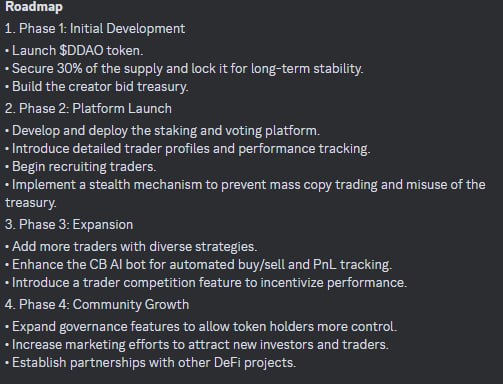 Roadmap
1. Phase 1: Initial Development
• Launch $DDAO token.
• Secure 30% of the supply and lock it for long-term stability.
• Build the creator bid treasury.
2. Phase 2: Platform Launch
• Develop and deploy the staking and voting platform.
• Introduce detailed trader profiles and performance tracking.
• Begin recruiting traders.
• Implement a stealth mechanism to prevent mass copy trading and misuse of the
treasury.
3. Phase 3: Expansion
• Add more traders with diverse strategies.
• Enhance the CB AI bot for automated buy/sell and PnL tracking.
• Introduce a trader competition feature to incentivize performance.
4. Phase 4: Community Growth
• Expand governance features to allow token holders more control.
• Increase marketing efforts to attract new investors and traders.
• Establish partnerships with other DeFi projects.